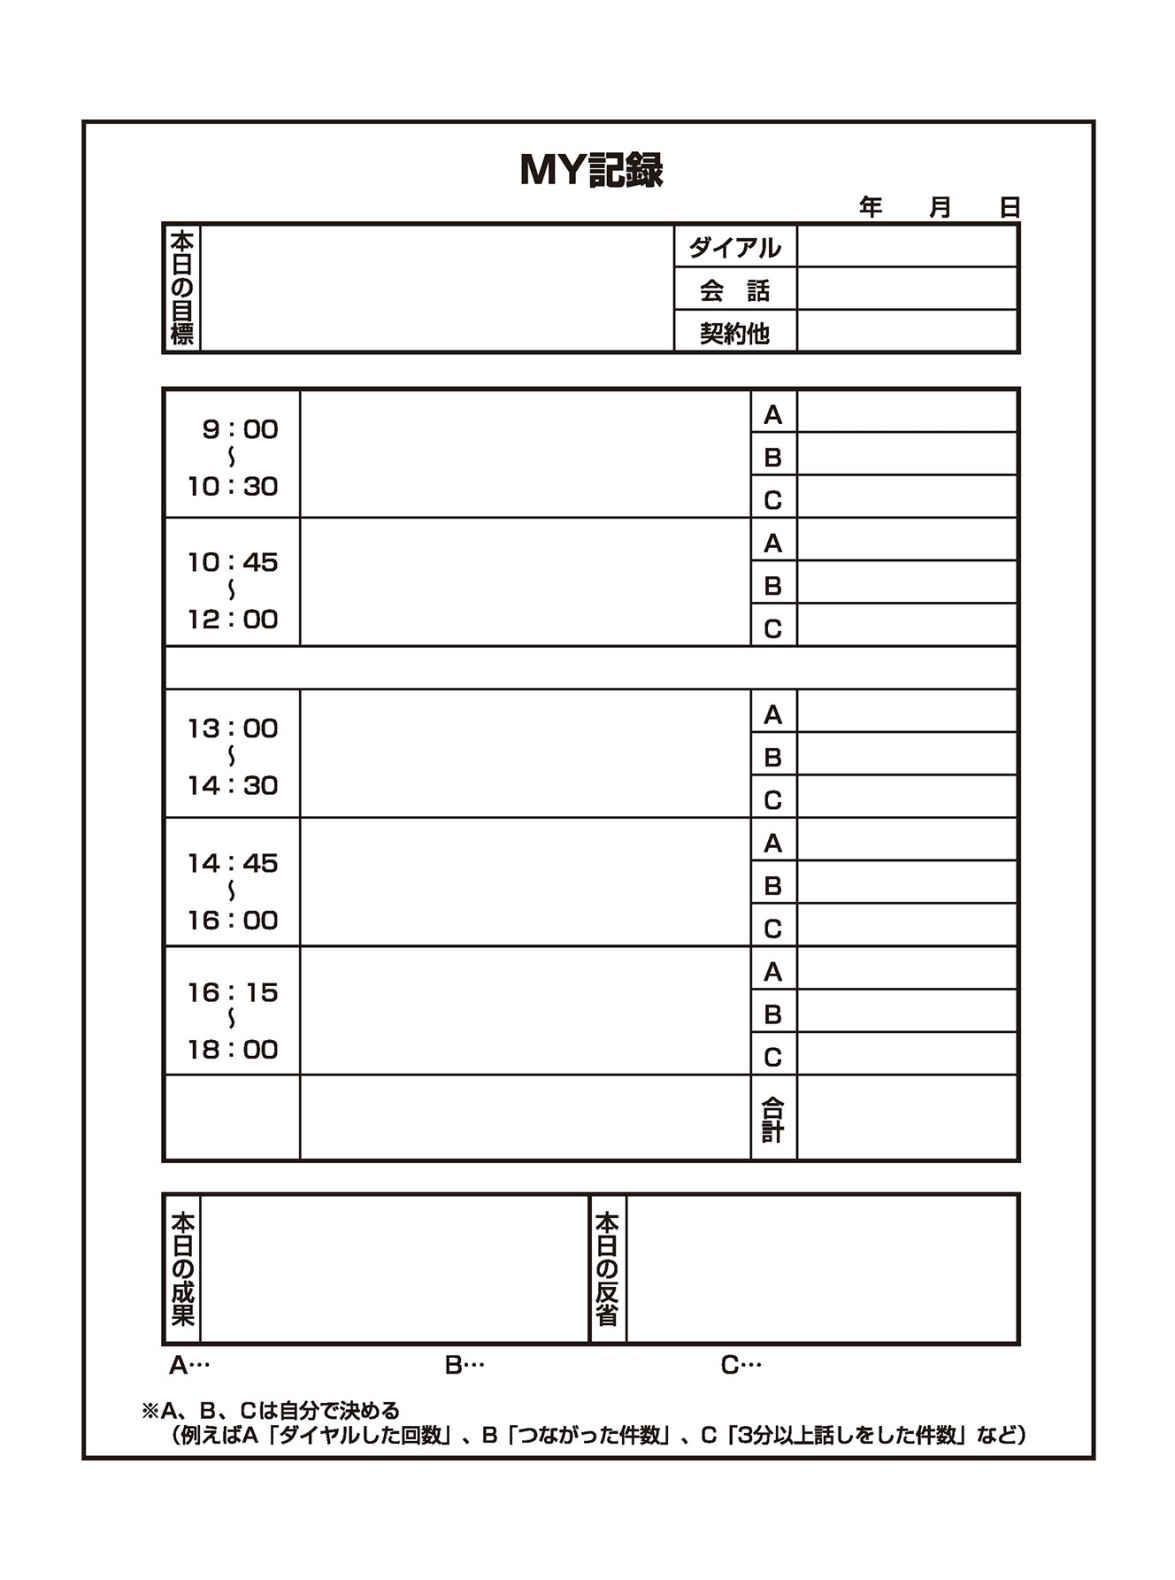 MY記録
年　月　日
本日の目標
ダイアル
会　話
契約他
9：00
〜
10：30
A
B
C
10：45
〜
12：00
A
B
C
13：00
〜
14：30
A
B
C
14：45
〜
16：00
A
B
C
16：15
〜
18：00
A
B
C
合計
本日の成果
本日の反省
A…　B…　C…
※A、B、Cは自分で決める
（例えばA「ダイヤルした回数」、B「つながった件数」、C「3分以上話しをした件数」など）